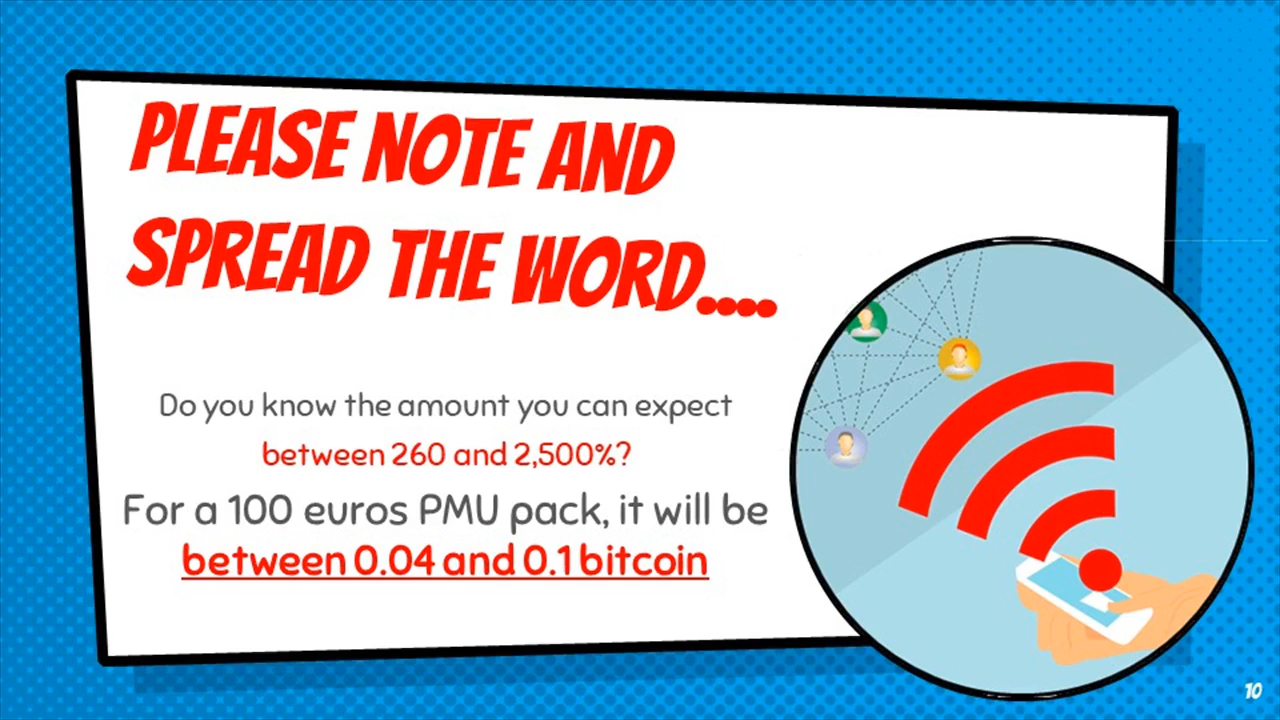 PLEASE NOTE AND
SPREAD THE WORD....
Do you know the amount you can expect
between 260 and 2,500%?
For a 100 euros PMU pack, it will be
between 0.04 and 0.1 bitcoin
10